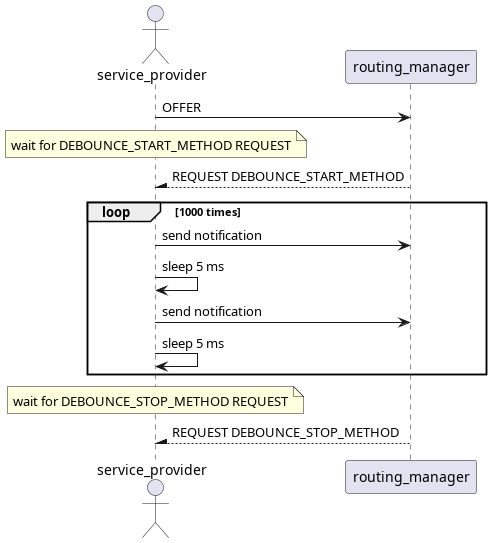 service_provider
routing_manager
OFFER
wait for DEBOUNCE_START_METHOD REQUEST
REQUEST DEBOUNCE_START_METHOD
loop [1000 times]
send notification
sleep 5 ms
send notification
sleep 5 ms
wait for DEBOUNCE_STOP_METHOD REQUEST
REQUEST DEBOUNCE_STOP_METHOD
service_provider
routing_manager